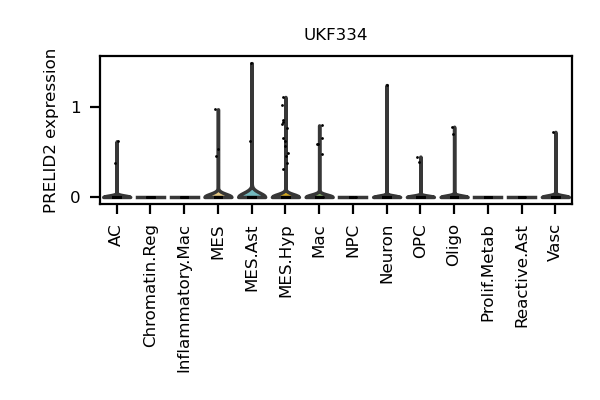 UKF334
PRELID2 expression
1
0
AC
Chromatin.Reg
Inflammatory.Mac
MES
MES.Ast
MES.Hyp
Mac
NPC
Neuron
OPC
Oligo
Prolif.Metab
Reactive.Ast
Vasc